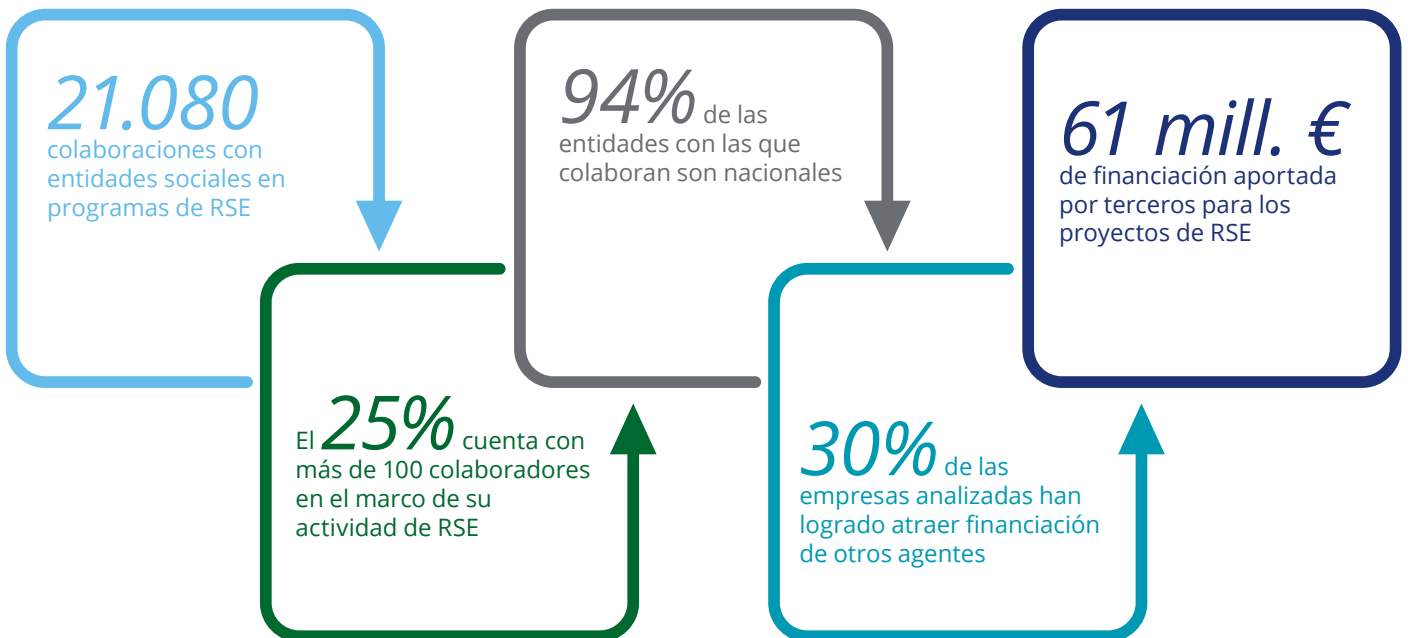 21.080
colaboraciones con
entidades sociales en
programas de RSE
El 25% cuenta con
más de 100 colaboradores
en el marco de su
actividad de RSE
94% de las
entidades con las que
colaboran son nacionales
30% de las
empresas analizadas han
logrado atraer financiación
de otros agentes
61 mill. €
de financiación aportada
por terceros para los
proyectos de RSE